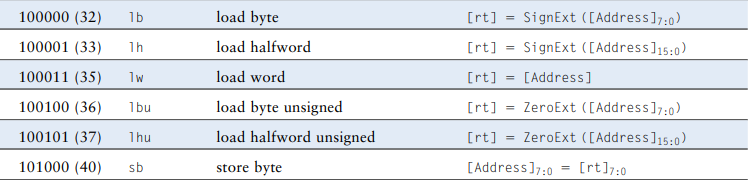 100000 (32) lb load byte [rt] = SignExt ([Address]7:0)
100001 (33) lh load halfword [rt] = SignExt ([Address]15:0)
100011 (35) lw load word [rt] = [Address]
100100 (36) lbu load byte unsigned [rt] = ZeroExt ([Address]7:0)
100101 (37) lhu load halfword unsigned [rt] = ZeroExt ([Address]15:0)
101000 (40) sb store byte [Address]7:0 = [rt]7:0